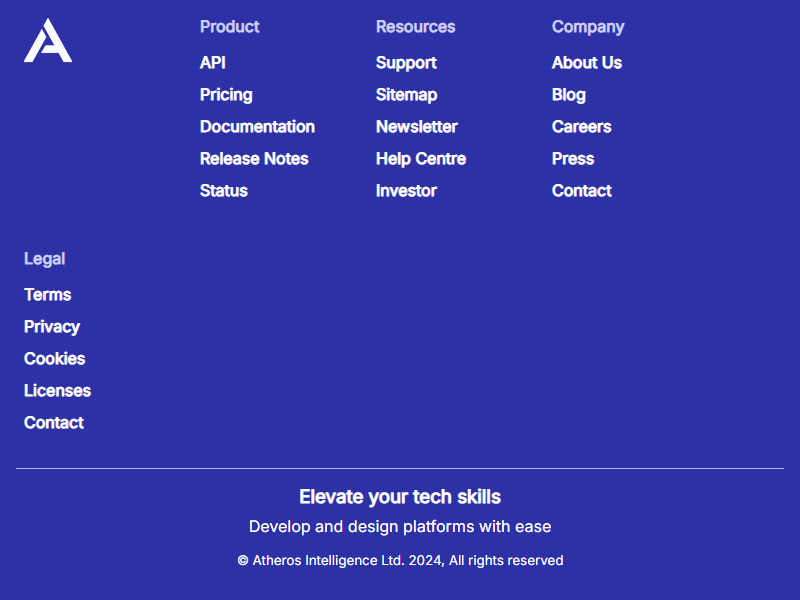 Product
API
Pricing
Documentation
Release Notes
Status
Resources
Support
Sitemap
Newsletter
Help Centre
Investor
Company
About Us
Blog
Careers
Press
Contact
Legal
Terms
Privacy
Cookies
Licenses
Contact
Elevate your tech skills
Develop and design platforms with ease
© Atheros Intelligence Ltd. 2024, All rights reserved